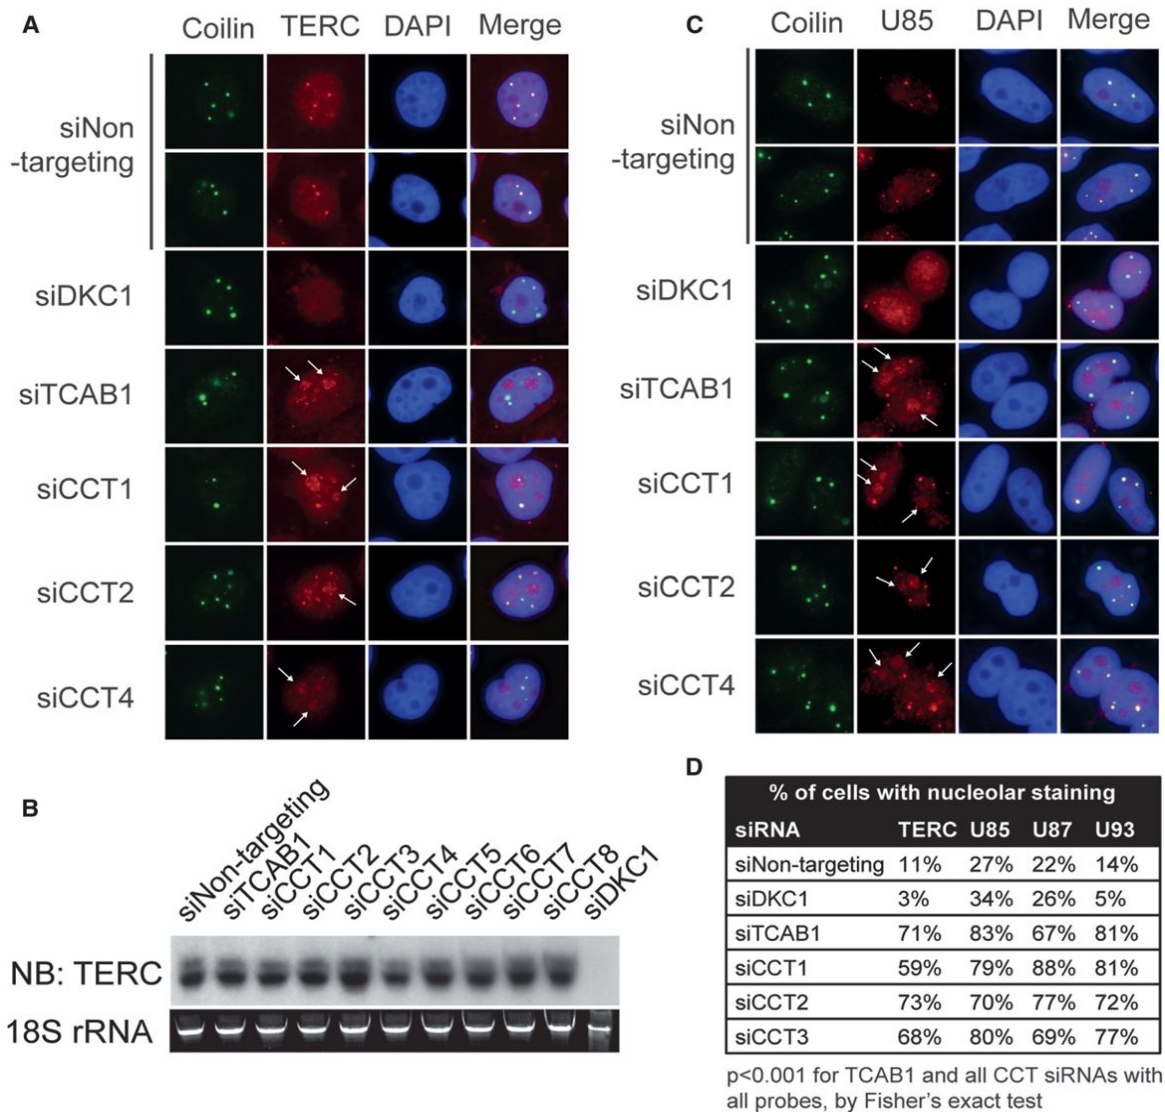 A
Coilin TERC DAPI Merge
siNon
-targeting
siDKC1
siTCAB1
siCCT1
siCCT2
siCCT4
C
Coilin U85 DAPI Merge
siNon
-targeting
siDKC1
siTCAB1
siCCT1
siCCT2
siCCT4
B
siNon-targeting
siTCAB1
siCCT1
siCCT2
siCCT3
siCCT4
siCCT5
siCCT6
siCCT7
siCCT8
siDKC1
NB: TERC
18S rRNA
D
% of cells with nucleolar staining
siRNA TERC U85 U87 U93
siNon-targeting 11% 27% 22% 14%
siDKC1 3% 34% 26% 5%
siTCAB1 71% 83% 67% 81%
siCCT1 59% 79% 88% 81%
siCCT2 73% 70% 77% 72%
siCCT3 68% 80% 69% 77%
p<0.001 for TCAB1 and all CCT siRNAs with
all probes, by Fisher's exact test